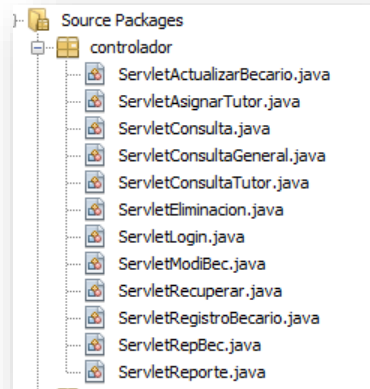 Source Packages
controlador
ServletActualizarBecario.java
ServletAsignarTutor.java
ServletConsulta.java
ServletConsultaGeneral.java
ServletConsultaTutor.java
ServletEliminacion.java
ServletLogin.java
ServletModiBec.java
ServletRecuperar.java
ServletRegistroBecario.java
ServletRepBec.java
ServletReporte.java